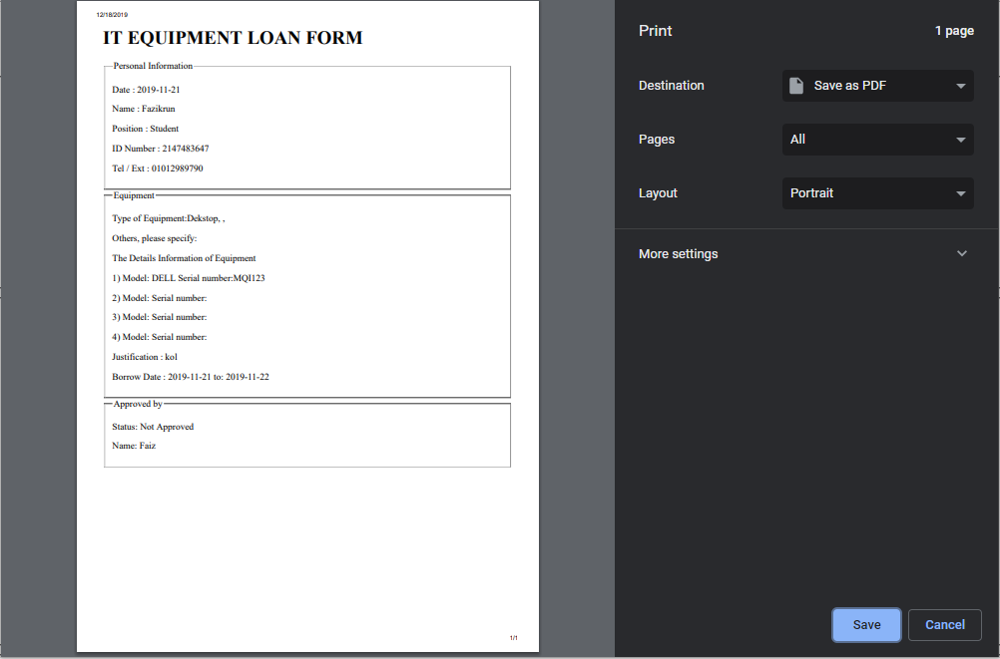 12/18/2019
IT EQUIPMENT LOAN FORM
Personal Information
Date : 2019-11-21
Name : Fazikrun
Position : Student
ID Number : 2147483647
Tel / Ext : 01012989790
Equipment
Type of Equipment:Dekstop, ,
Others, please specify:
The Details Information of Equipment
1) Model: DELL Serial number:MQI123
2) Model: Serial number:
3) Model: Serial number:
4) Model: Serial number:
Justification : kol
Borrow Date : 2019-11-21 to: 2019-11-22
Approved by
Status: Not Approved
Name: Faiz
1/1
Print 1 page
Destination Save as PDF
Pages All
Layout Portrait
More settings
Save Cancel